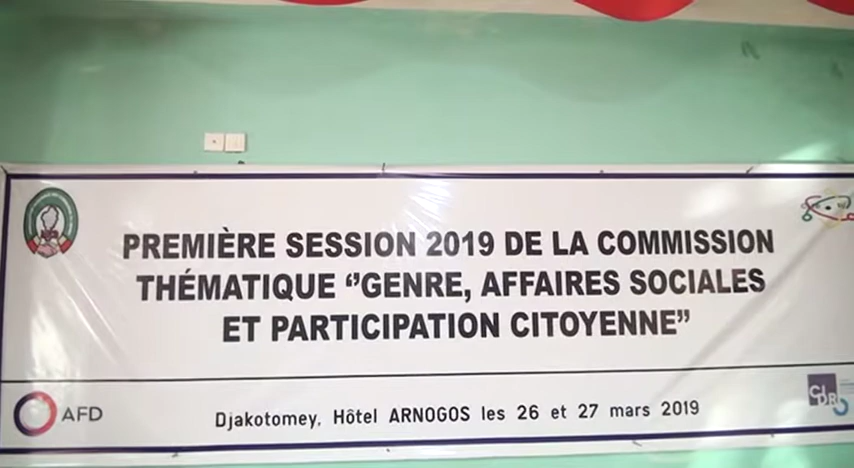 PREMIÈRE SESSION 2019 DE LA COMMISSION
THÉMATIQUE ‘’GENRE, AFFAIRES SOCIALES
ET PARTICIPATION CITOYENNE’’
AFD
Djakotomey, Hôtel ARNOGOS les 26 et 27 mars 2019
CIDR